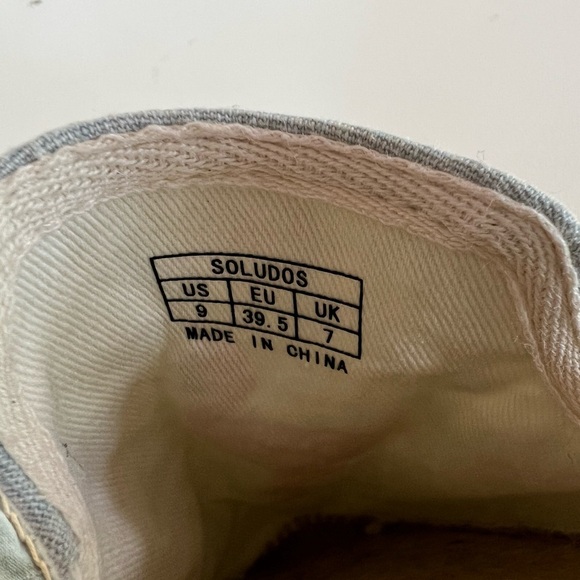 SOLUDOS
US EU UK
9 39.5 7
MADE IN CHINA